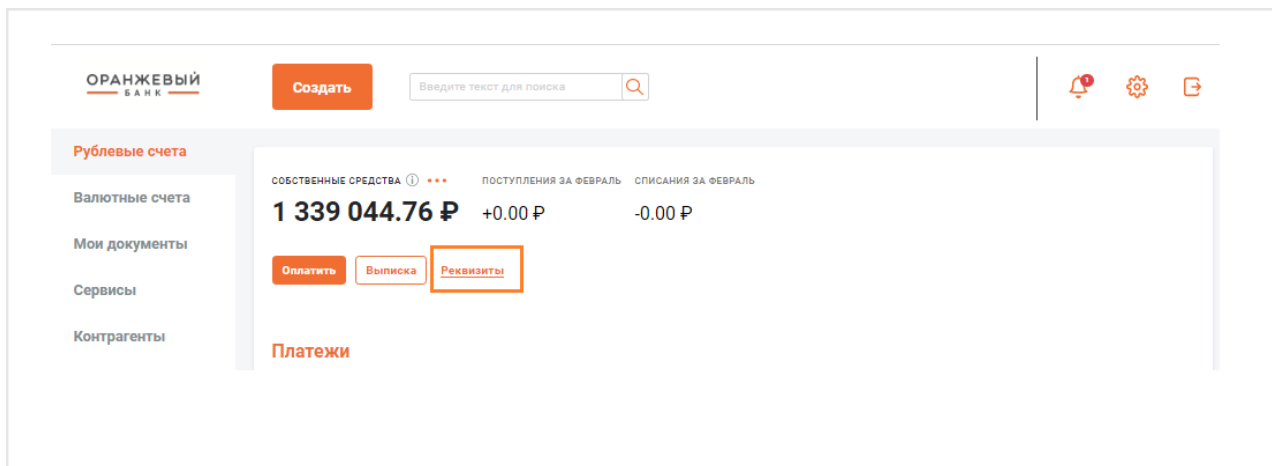 ОРАНЖЕВЫЙ
БАНК
Создать
Введите текст для поиска
1
Рублевые счета
Валютные счета
Мои документы
Сервисы
Контрагенты
СОБСТВЕННЫЕ СРЕДСТВА
ПОСТУПЛЕНИЯ ЗА ФЕВРАЛЬ
СПИСАНИЯ ЗА ФЕВРАЛЬ
1 339 044.76 ₽
+0.00 ₽
-0.00 ₽
Оплатить
Выписка
Реквизиты
Платежи